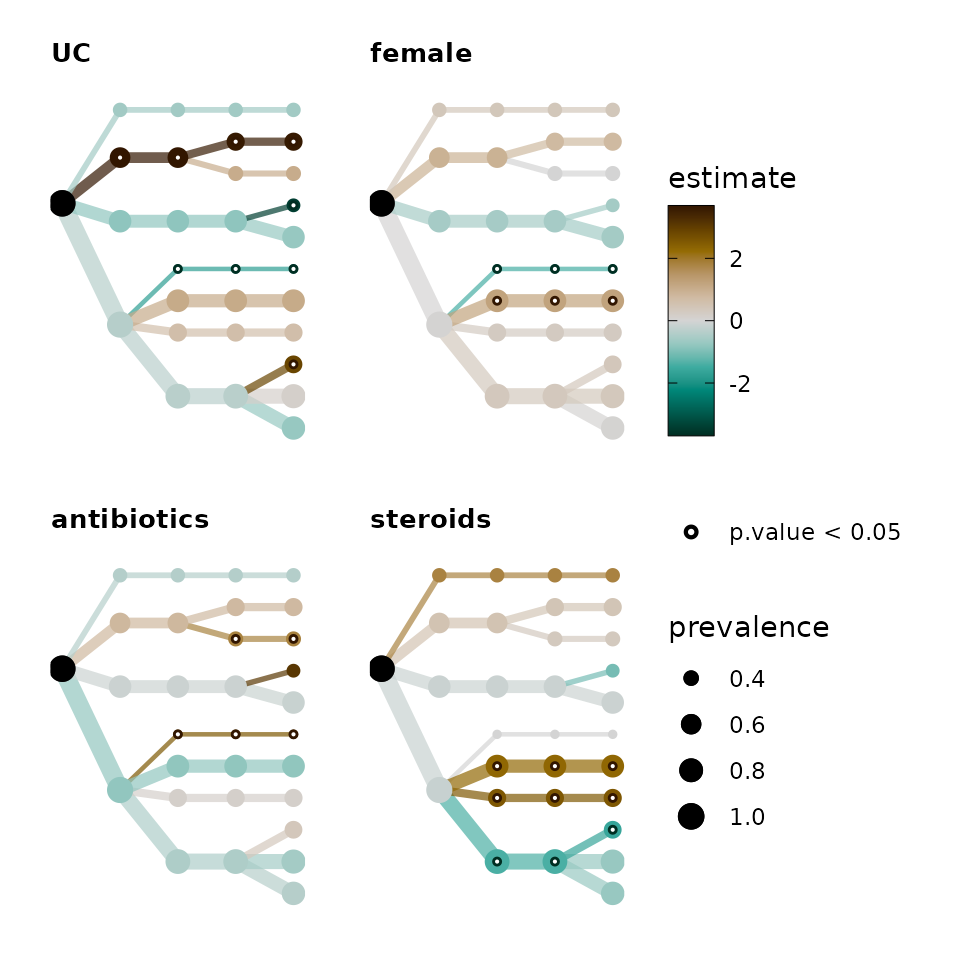 UC
female
estimate
2
0
-2
antibiotics
steroids
p.value < 0.05
prevalence
0.4
0.6
0.8
1.0